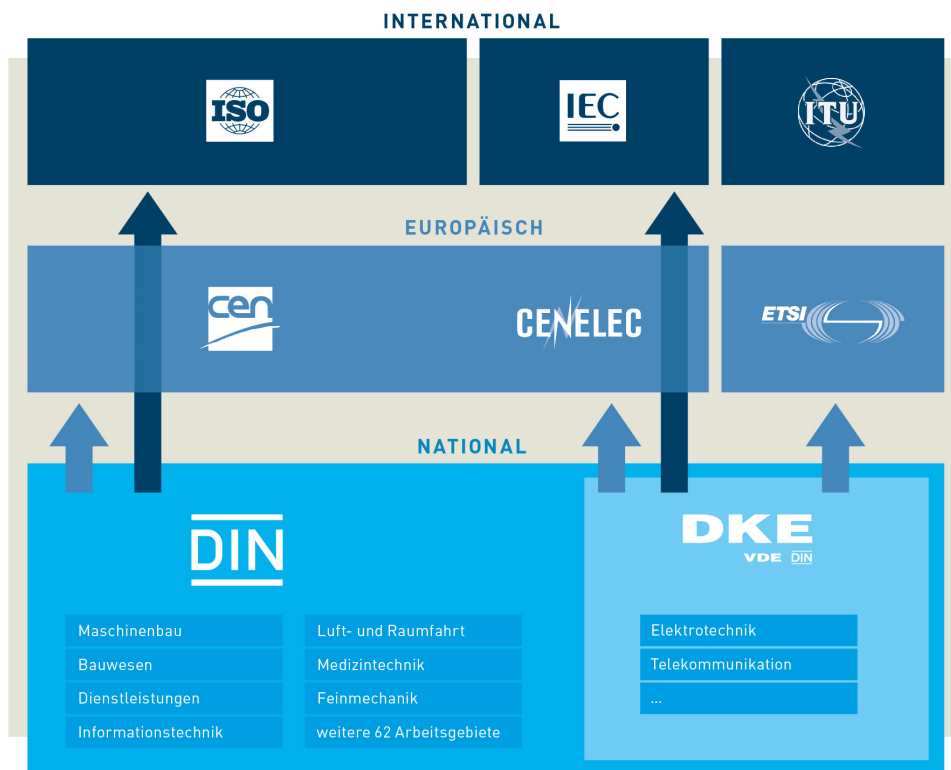 INTERNATIONAL
ISO
IEC
ITU
EUROPÄISCH
cen
CENELEC
ETSI
NATIONAL
DIN
DKE
VDE DIN
Maschinenbau
Bauwesen
Dienstleistungen
Informationstechnik
Luft- und Raumfahrt
Medizintechnik
Feinmechanik
weitere 62 Arbeitsgebiete
Elektrotechnik
Telekommunikation
...